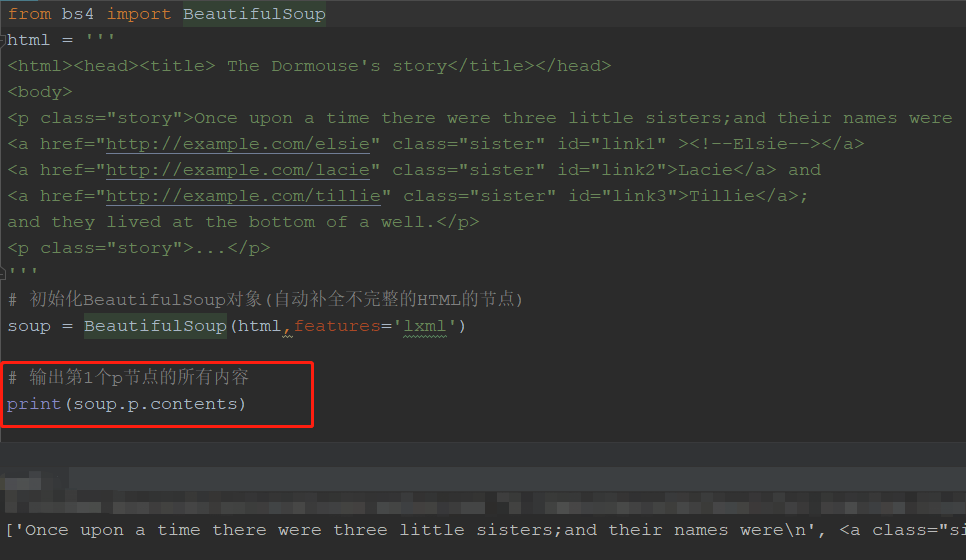 from bs4 import BeautifulSoup
html = '''
<html><head><title> The Dormouse's story</title></head>
<body>
<p class="story">Once upon a time there were three little sisters;and their names were
<a href="http://example.com/elsie" class="sister" id="link1" ><!--Elsie--></a>
<a href="http://example.com/lacie" class="sister" id="link2">Lacie</a> and
<a href="http://example.com/tillie" class="sister" id="link3">Tillie</a>;
and they lived at the bottom of a well.</p>
<p class="story">...</p>
'''
# 初始化BeautifulSoup对象(自动补全不完整的HTML的节点)
soup = BeautifulSoup(html,features='lxml')
# 输出第1个p节点的所有内容
print(soup.p.contents)
['Once upon a time there were three little sisters;and their names were\n', <a class="si